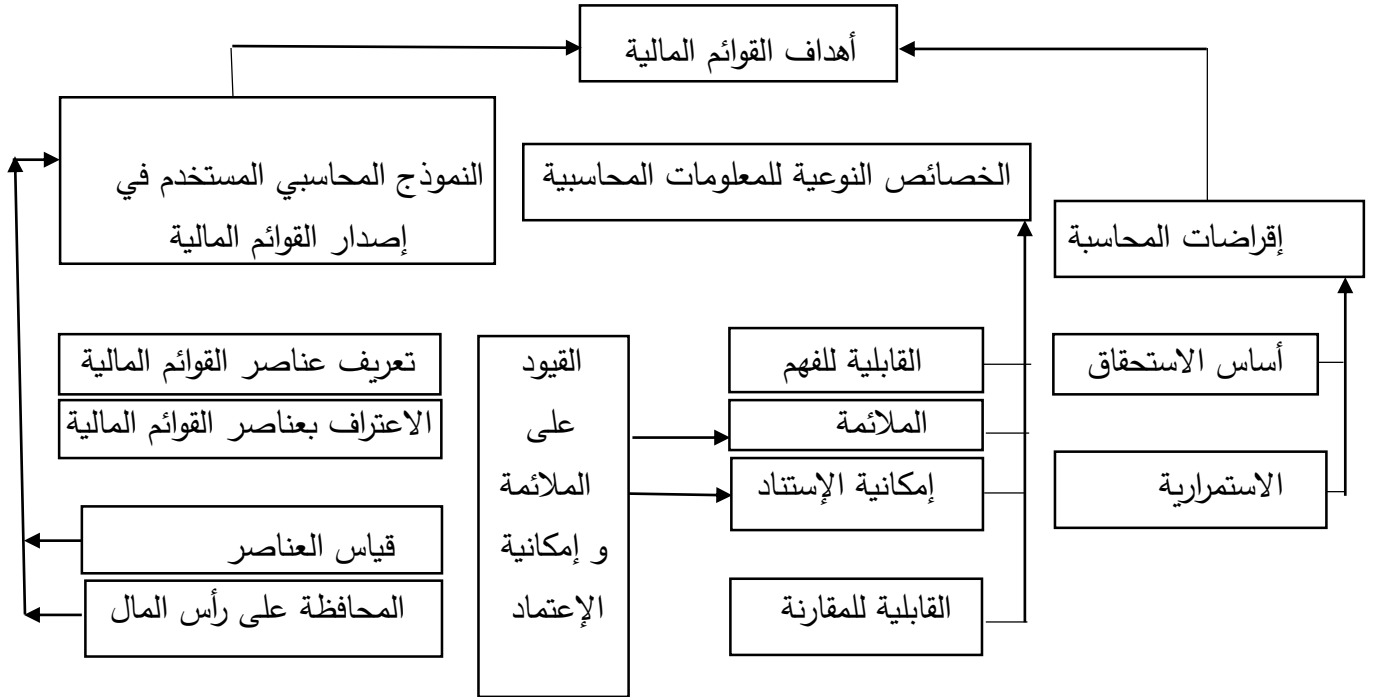 أهداف القوائم المالية
النموذج المحاسبي المستخدم في
إصدار القوائم المالية
الخصائص النوعية للمعلومات المحاسبية
إقراضات المحاسبة
تعريف عناصر القوائم المالية
الاعتراف بعناصر القوائم المالية
قياس العناصر
المحافظة على رأس المال
القيود
على
الملائمة
و إمكانية
الإعتماد
القابلية للفهم
الملائمة
إمكانية الإستناد
القابلية للمقارنة
أساس الاستحقاق
الاستمرارية